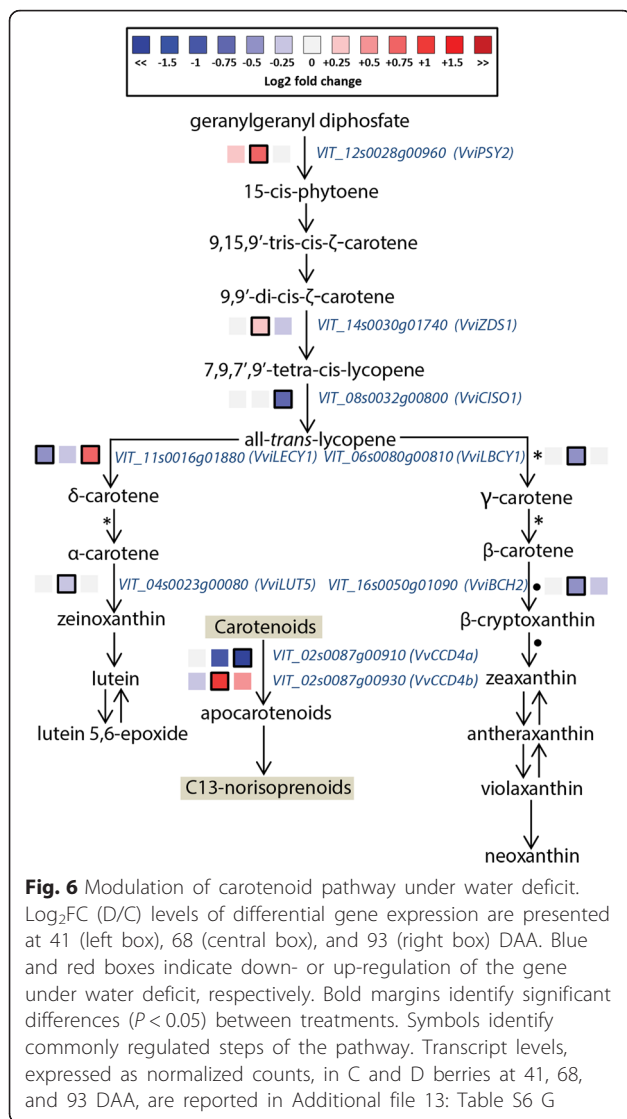 << -1.5 -1 -0.75 -0.5 -0.25 0 +0.25 +0.5 +0.75 +1 +1.5 >>
Log2 fold change
geranylgeranyl diphosfate
VIT_12s0028g00960 (VviPSY2)
15-cis-phytoene
9,15,9'-tris-cis-ζ-carotene
9,9'-di-cis-ζ-carotene
VIT_14s0030g01740 (VviZDS1)
7,9,7',9'-tetra-cis-lycopene
VIT_08s0032g00800 (VviCISO1)
all-trans-lycopene
VIT_11s0016g01880 (VviLECY1) VIT_06s0080g00810 (VviLBCY1) *
δ-carotene γ-carotene
* *
α-carotene β-carotene
VIT_04s0023g00080 (VviLUT5) VIT_16s0050g01090 (VviBCH2) •
zeinoxanthin Carotenoids β-cryptoxanthin
VIT_02s0087g00910 (VvCCD4a) •
VIT_02s0087g00930 (VvCCD4b)
lutein apocarotenoids zeaxanthin
lutein 5,6-epoxide antheraxanthin
C13-norisoprenoids violaxanthin
neoxanthin
Fig. 6 Modulation of carotenoid pathway under water deficit.
Log₂FC (D/C) levels of differential gene expression are presented
at 41 (left box), 68 (central box), and 93 (right box) DAA. Blue
and red boxes indicate down- or up-regulation of the gene
under water deficit, respectively. Bold margins identify significant
differences (P < 0.05) between treatments. Symbols identify
commonly regulated steps of the pathway. Transcript levels,
expressed as normalized counts, in C and D berries at 41, 68,
and 93 DAA, are reported in Additional file 13: Table S6 G